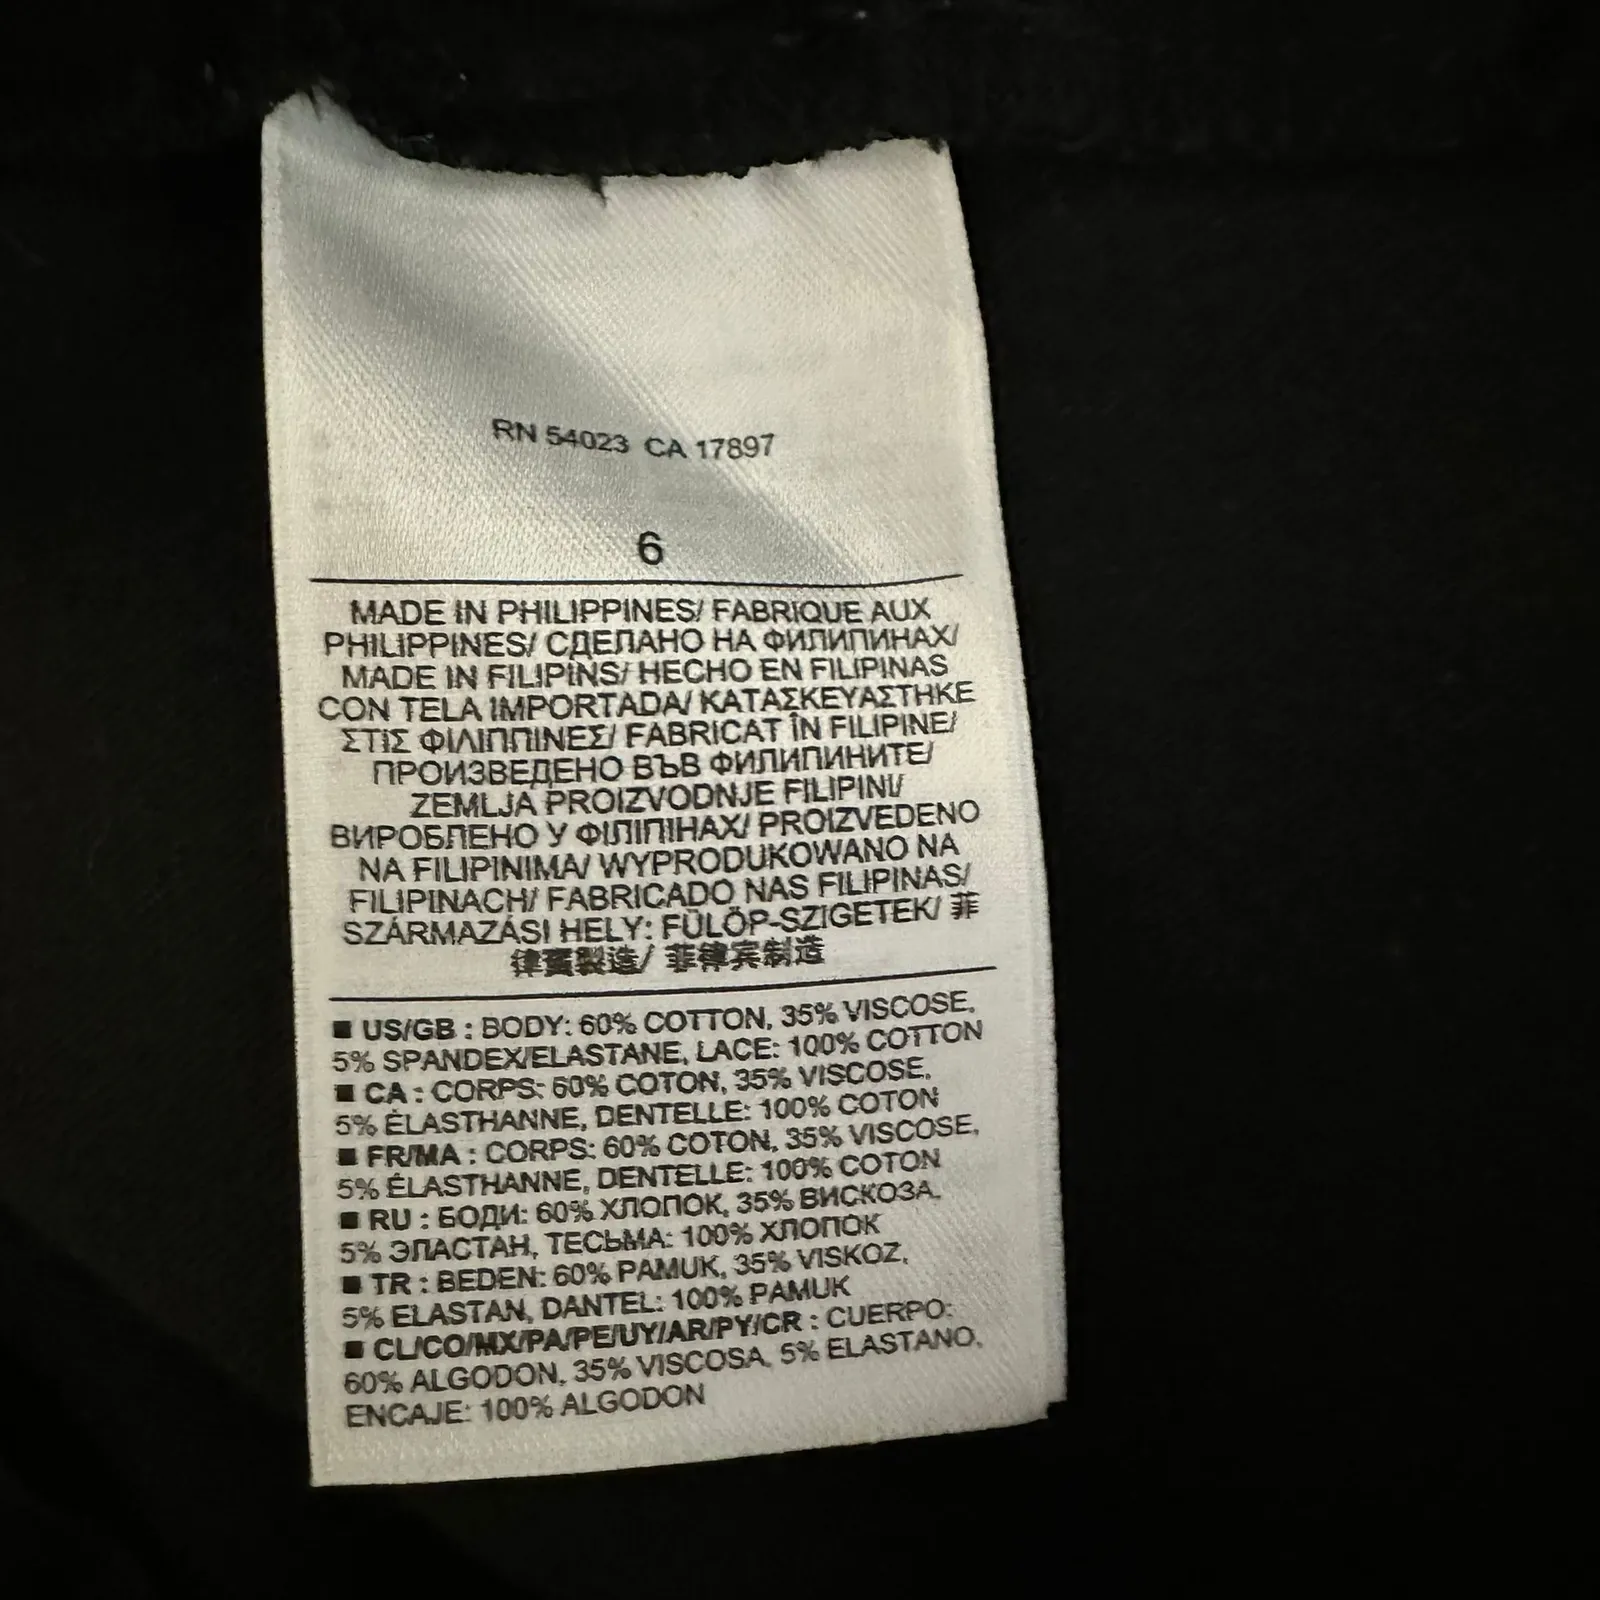 RN 54023 CA 17897
6
MADE IN PHILIPPINES/ FABRIQUE AUX
PHILIPPINES/ СДЕЛАНО НА ФИЛИПИНАХ/
MADE IN FILIPINS/ HECHO EN FILIPINAS
CON TELA IMPORTADA/ ΚΑΤΑΣΚΕΥΑΣΤΗΚΕ
ΣΤΙΣ ΦΙΛΙΠΠΙΝΕΣ/ FABRICAT ÎN FILIPINE/
ПРОИЗВЕДЕНО ВЪВ ФИЛИПИНИТЕ/
ZEMLJA PROIZVODNJE FILIPINI/
ВИРОБЛЕНО У ФІЛІПІНАХ/ PROIZVEDENO
NA FILIPINIMA/ WYPRODUKOWANO NA
FILIPINACH/ FABRICADO NAS FILIPINAS/
SZÁRMAZÁSI HELY: FÜLÖP-SZIGETEK/ 菲
律賓製造/ 菲律宾制造
■ US/GB : BODY: 60% COTTON, 35% VISCOSE,
5% SPANDEX/ELASTANE, LACE: 100% COTTON
■ CA : CORPS: 60% COTON, 35% VISCOSE,
5% ÉLASTHANNE, DENTELLE: 100% COTON
■ FR/MA : CORPS: 60% COTON, 35% VISCOSE,
5% ÉLASTHANNE, DENTELLE: 100% COTON
■ RU : БОДИ: 60% ХЛОПОК, 35% ВИСКОЗА,
5% ЭЛАСТАН, ТЕСЬМА: 100% ХЛОПОК
■ TR : BEDEN: 60% PAMUK, 35% VISKOZ,
5% ELASTAN, DANTEL: 100% PAMUK
■ CL/CO/MX/PA/PE/UY/AR/PY/CR : CUERPO:
60% ALGODON, 35% VISCOSA, 5% ELASTANO,
ENCAJE: 100% ALGODON